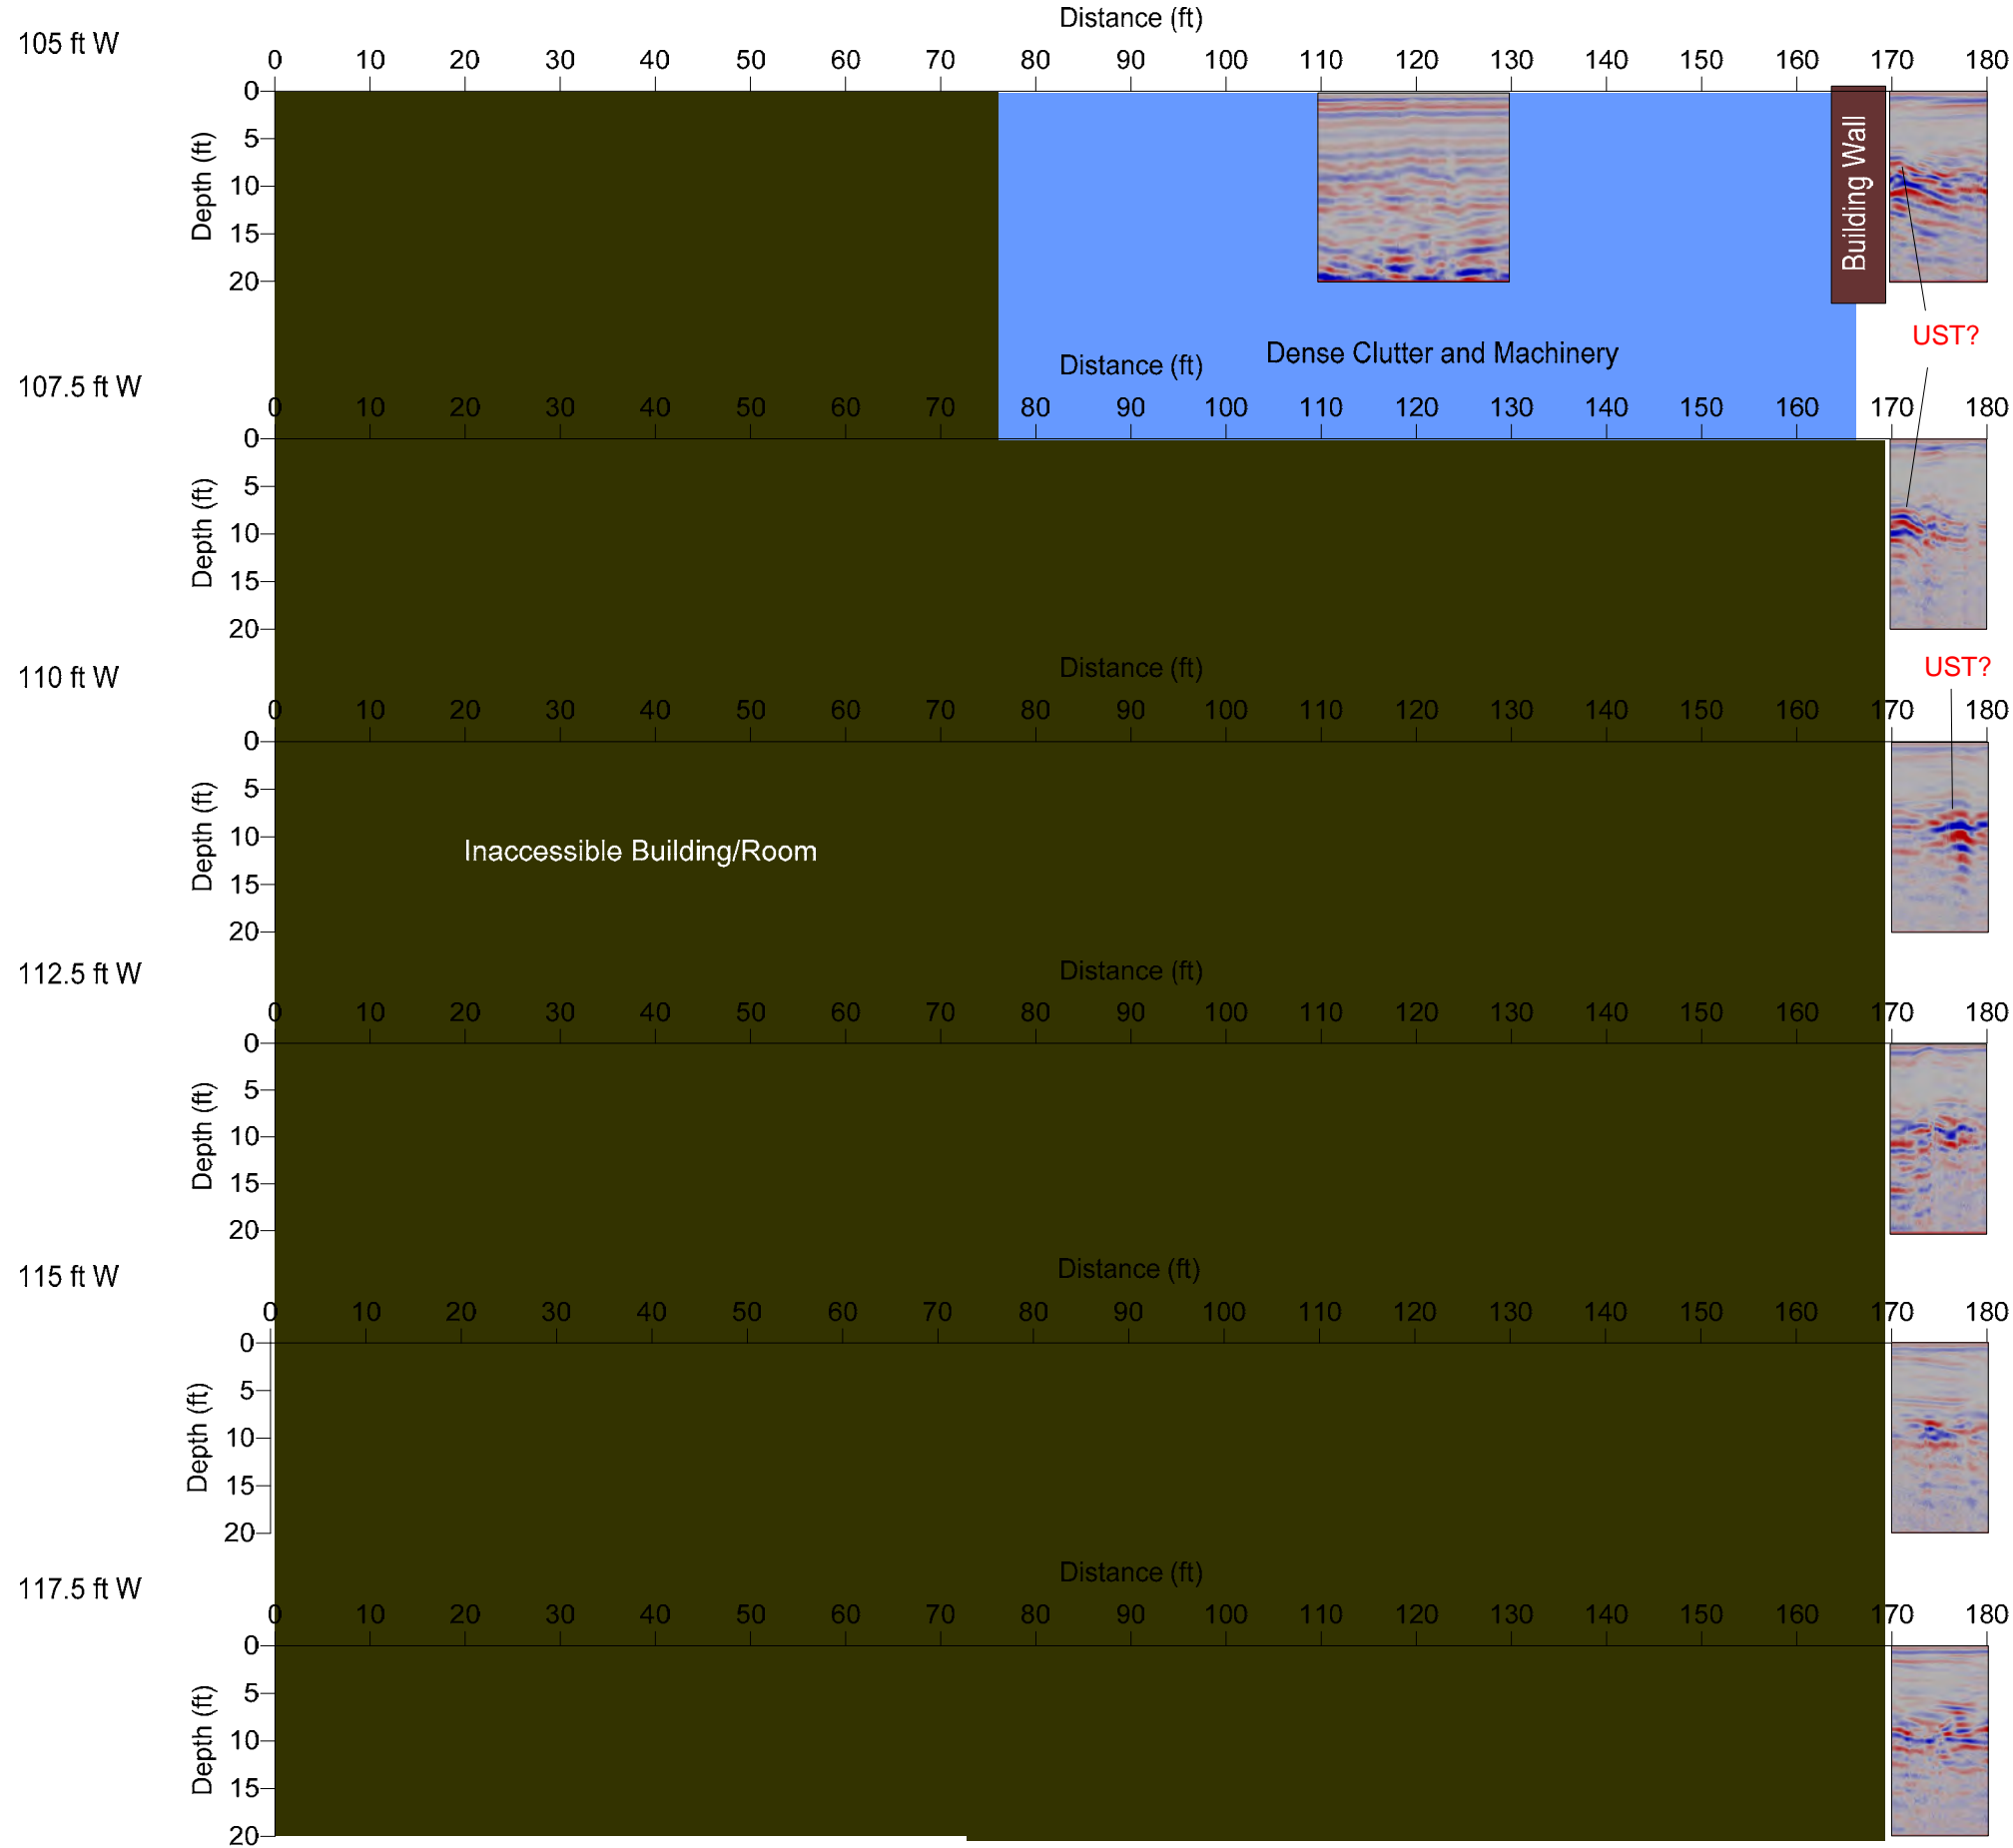 Distance (ft)
105 ft W
0 10 20 30 40 50 60 70 80 90 100 110 120 130 140 150 160 170 180
0
5
10
15
20
Depth (ft)
Building Wall
UST?
Dense Clutter and Machinery
Distance (ft)
107.5 ft W
0 10 20 30 40 50 60 70 80 90 100 110 120 130 140 150 160 170 180
0
5
10
15
20
Depth (ft)
Distance (ft)
UST?
110 ft W
0 10 20 30 40 50 60 70 80 90 100 110 120 130 140 150 160 170 180
0
5
10
15
20
Depth (ft)
Inaccessible Building/Room
Distance (ft)
112.5 ft W
0 10 20 30 40 50 60 70 80 90 100 110 120 130 140 150 160 170 180
0
5
10
15
20
Depth (ft)
Distance (ft)
115 ft W
0 10 20 30 40 50 60 70 80 90 100 110 120 130 140 150 160 170 180
0
5
10
15
20
Depth (ft)
Distance (ft)
117.5 ft W
0 10 20 30 40 50 60 70 80 90 100 110 120 130 140 150 160 170 180
0
5
10
15
20
Depth (ft)